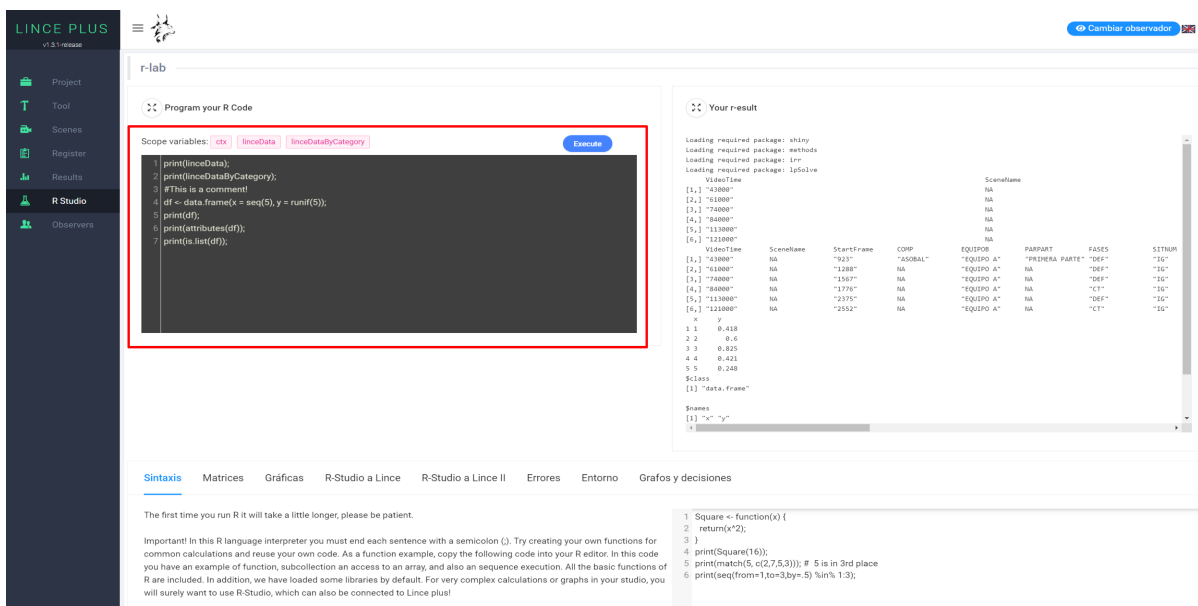 LINCE PLUS
v1.3.1-release
Cambiar observador
Project
Tool
Scenes
Register
Results
R Studio
Observers
r-lab
Program your R Code
Scope variables: ctx linceData linceDataByCategory
Execute
1 print(linceData);
2 print(linceDataByCategory);
3 #This is a comment!
4 df <- data.frame(x = seq(5), y = runif(5));
5 print(df);
6 print(attributes(df));
7 print(is.list(df));
Your r-esult
Loading required package: shiny
Loading required package: methods
Loading required package: irr
Loading required package: lpSolve
VideoTime SceneName
[1,] "43000" NA
[2,] "61000" NA
[3,] "74000" NA
[4,] "84000" NA
[5,] "113000" NA
[6,] "121000" NA
VideoTime SceneName StartFrame COMP EQUIPOB PARPART FASES SITNUM
[1,] "43000" NA "923" "ASOBAL" "EQUIPO A" "PRIMERA PARTE" "DEF" "IG"
[2,] "61000" NA "1288" NA "EQUIPO A" NA "DEF" "IG"
[3,] "74000" NA "1567" NA "EQUIPO A" NA "DEF" "IG"
[4,] "84000" NA "1776" NA "EQUIPO A" NA "CT" "IG"
[5,] "113000" NA "2375" NA "EQUIPO A" NA "DEF" "IG"
[6,] "121000" NA "2552" NA "EQUIPO A" NA "CT" "IG"
x y
1 1 0.418
2 2 0.6
3 3 0.825
4 4 0.421
5 5 0.248
$class
[1] "data.frame"
$names
[1] "x" "y"
Sintaxis Matrices Gráficas R-Studio a Lince R-Studio a Lince II Errores Entorno Grafos y decisiones
The first time you run R it will take a little longer, please be patient.
Important! In this R language interpreter you must end each sentence with a semicolon (;). Try creating your own functions for
common calculations and reuse your own code. As a function example, copy the following code into your R editor. In this code
you have an example of function, subcollection an access to an array, and also an sequence execution. All the basic functions of
R are included. In addition, we have loaded some libraries by default. For very complex calculations or graphs in your studio, you
will surely want to use R-Studio, which can also be connected to Lince plus!
1 Square <- function(x) {
2 return(x^2);
3 }
4 print(Square(16));
5 print(match(5, c(2,7,5,3))); # 5 is in 3rd place
6 print(seq(from=1,to=3,by=.5) %in% 1:3);